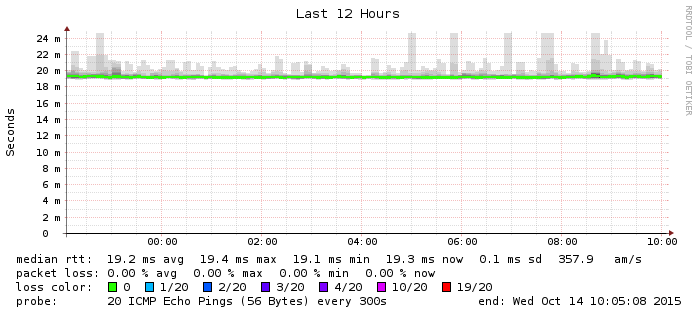 Last 12 Hours
RRDTOOL / TOBI OETIKER
Seconds
24 m
22 m
20 m
18 m
16 m
14 m
12 m
10 m
8 m
6 m
4 m
2 m
0
00:00 02:00 04:00 06:00 08:00 10:00
median rtt: 19.2 ms avg 19.4 ms max 19.1 ms min 19.3 ms now 0.1 ms sd 357.9 am/s
packet loss: 0.00 % avg 0.00 % max 0.00 % min 0.00 % now
loss color: 0 1/20 2/20 3/20 4/20 10/20 19/20
probe: 20 ICMP Echo Pings (56 Bytes) every 300s end: Wed Oct 14 10:05:08 2015